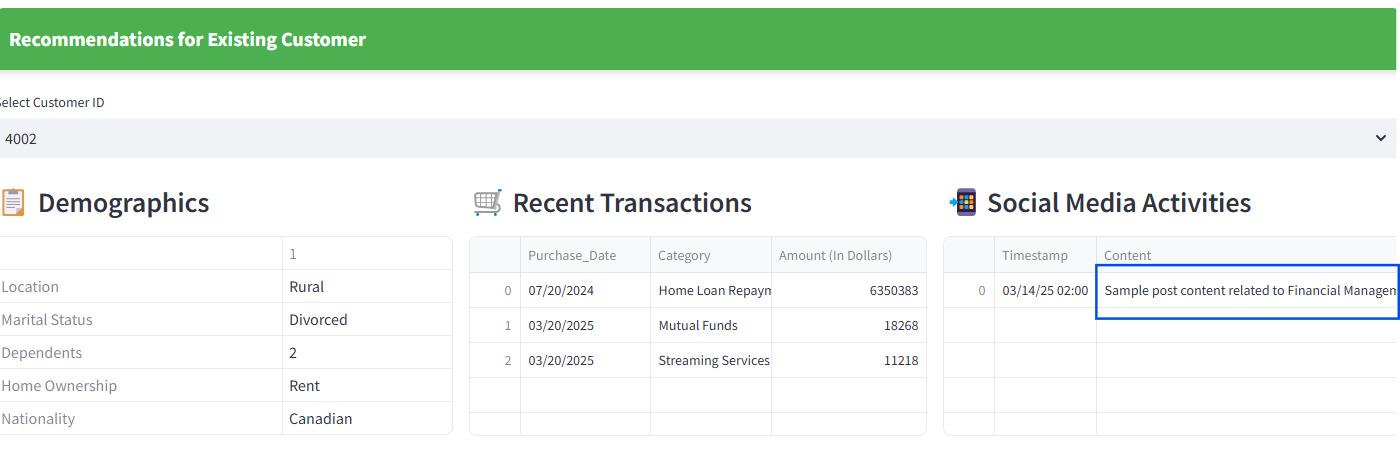 Recommendations for Existing Customer
Select Customer ID
4002
Demographics
1
Location Rural
Marital Status Divorced
Dependents 2
Home Ownership Rent
Nationality Canadian
Recent Transactions
Purchase_Date Category Amount (In Dollars)
0 07/20/2024 Home Loan Repaym 6350383
1 03/20/2025 Mutual Funds 18268
2 03/20/2025 Streaming Services 11218
Social Media Activities
Timestamp Content
0 03/14/25 02:00 Sample post content related to Financial Managem